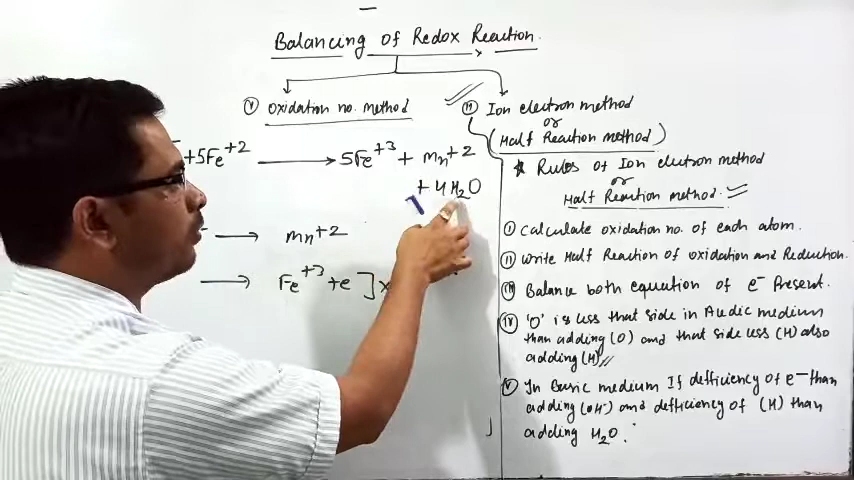 Balancing of Redox Reaction.
(I) Oxidation no. method
(II) Ion electron method
or
(Half Reaction method)
+5Fe+2 → 5Fe+3 + Mn+2
+ 4H2O
→ Mn+2
→ Fe+3 + e ] x
* Rules of Ion electron method
or
Half Reaction method.
(I) Calculate oxidation no. of each atom.
(II) Write Half Reaction of oxidation and Reduction.
(III) Balance both equation of e− Present.
(IV) 'O' is less that side in Acidic medium
than adding (O) and that side less (H) also
adding (H)
(V) In Basic medium If defficiency of e− than
adding (OH−) and defficiency of (H) than
adding H2O.